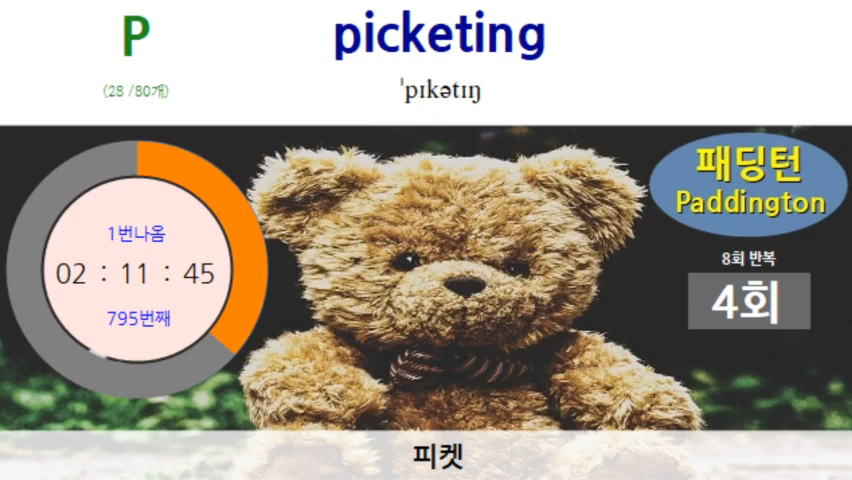 P
picketing
(28 /80개)
ˈpɪkətɪŋ
패딩턴
Paddington
1번나옴
02 : 11 : 45
795번째
8회 반복
4회
피켓